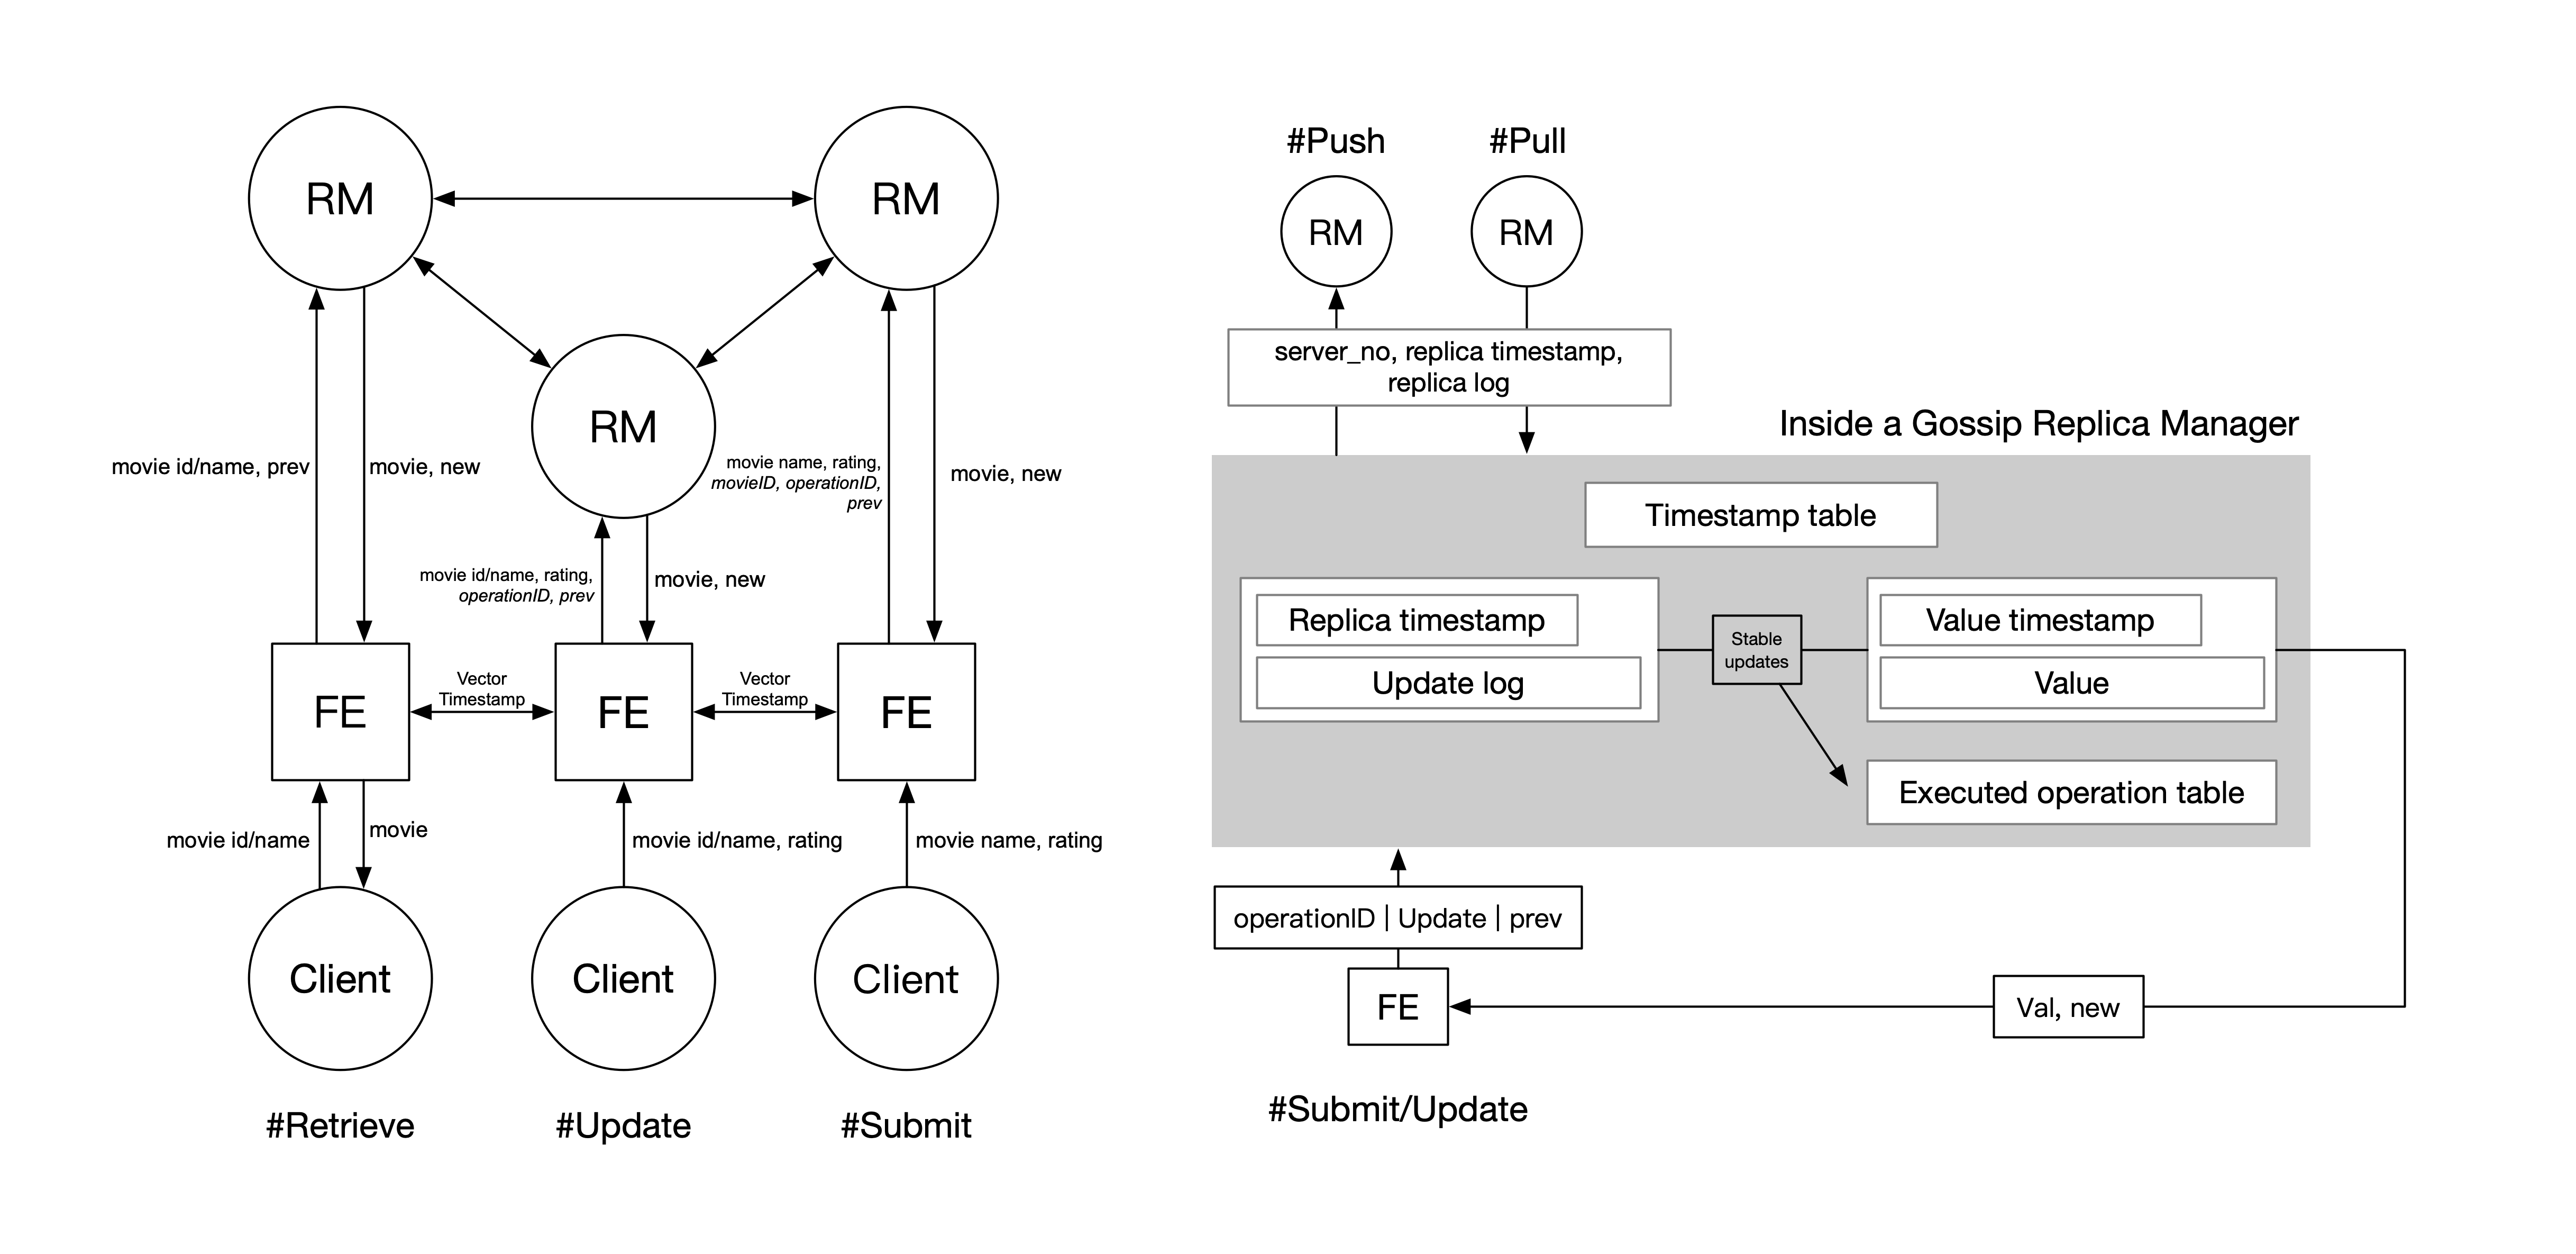 RM
RM
RM
movie id/name, prev
movie, new
movie name, rating,
movieID, operationID,
prev
movie, new
movie id/name, rating,
operationID, prev
movie, new
FE
Vector
Timestamp
FE
Vector
Timestamp
FE
movie id/name
movie
movie id/name, rating
movie name, rating
Client
Client
Client
#Retrieve
#Update
#Submit
#Push
#Pull
RM
RM
server_no, replica timestamp,
replica log
Inside a Gossip Replica Manager
Timestamp table
Replica timestamp
Update log
Stable
updates
Value timestamp
Value
Executed operation table
operationID | Update | prev
FE
Val, new
#Submit/Update